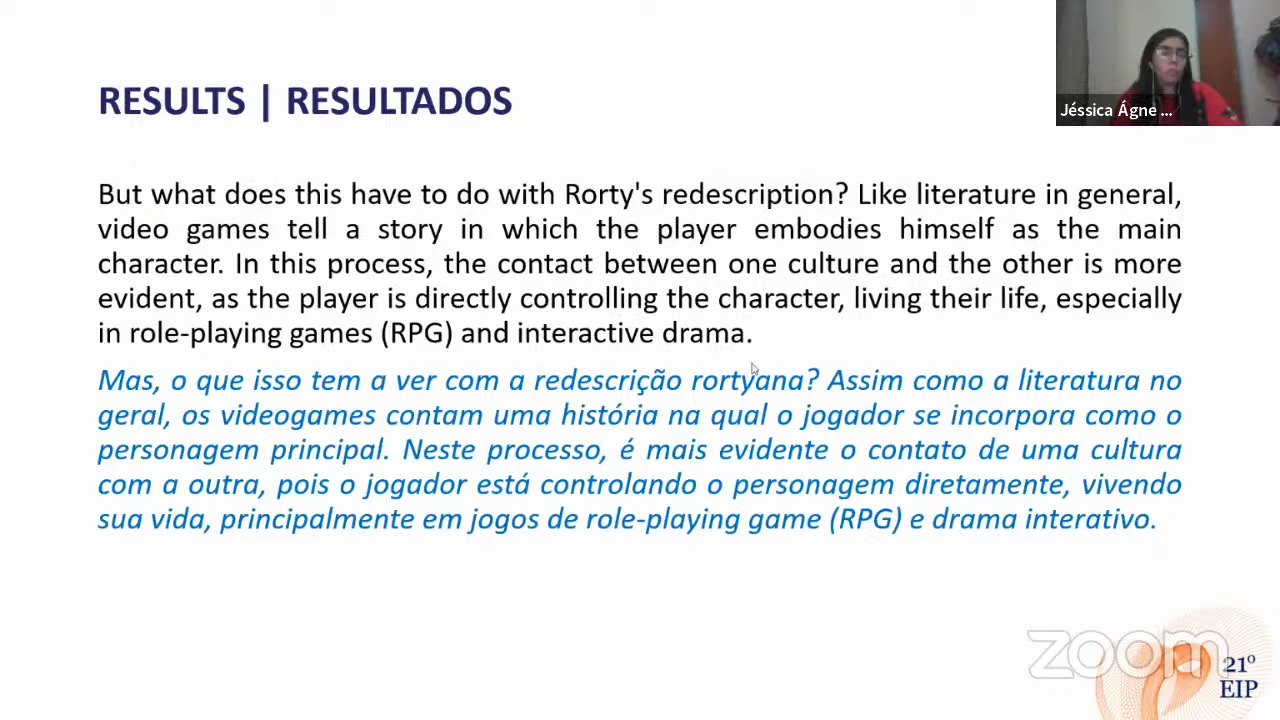 RESULTS | RESULTADOS
Jéssica Ágne ...
But what does this have to do with Rorty's redescription? Like literature in general,
video games tell a story in which the player embodies himself as the main
character. In this process, the contact between one culture and the other is more
evident, as the player is directly controlling the character, living their life, especially
in role-playing games (RPG) and interactive drama.
Mas, o que isso tem a ver com a redescrição rortyana? Assim como a literatura no
geral, os videogames contam uma história na qual o jogador se incorpora como o
personagem principal. Neste processo, é mais evidente o contato de uma cultura
com a outra, pois o jogador está controlando o personagem diretamente, vivendo
sua vida, principalmente em jogos de role-playing game (RPG) e drama interativo.
zoom
21º
EIP